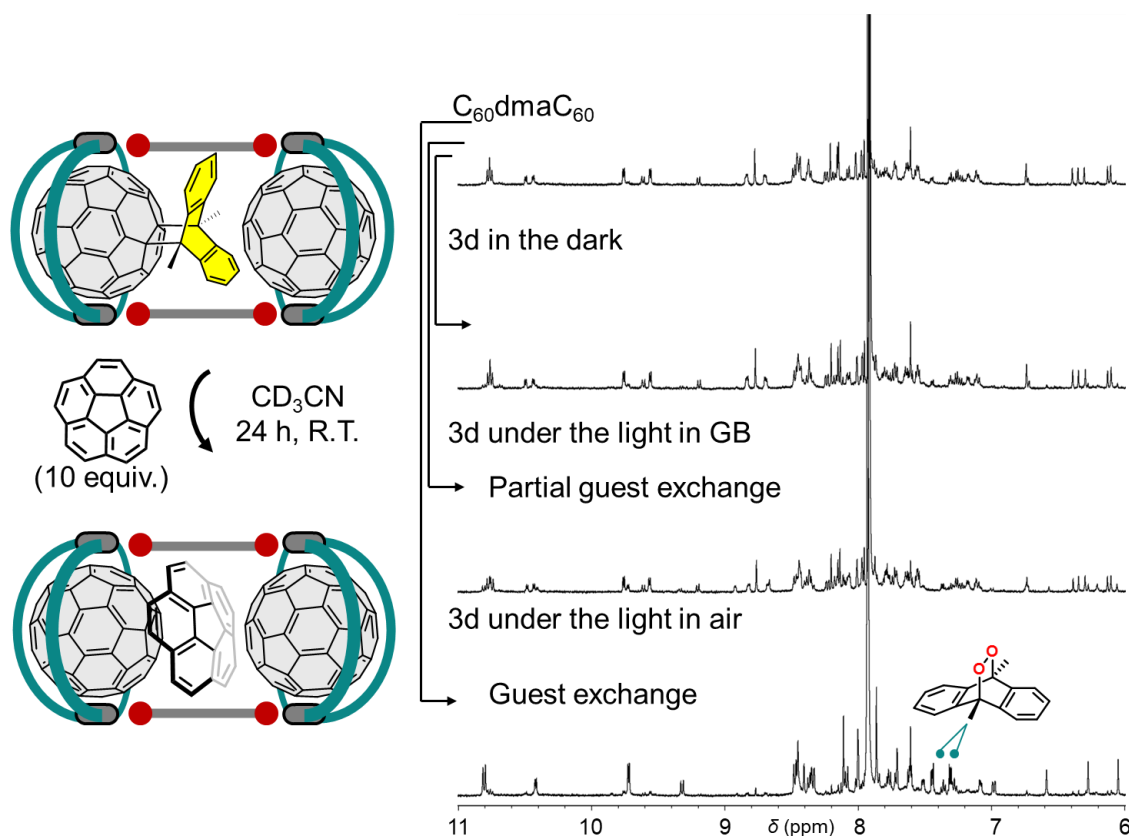 C₆₀dmaC₆₀
3d in the dark
CD₃CN
24 h, R.T.
(10 equiv.)
3d under the light in GB
Partial guest exchange
3d under the light in air
Guest exchange
O
O
11 10 9 8 δ (ppm) 7 6